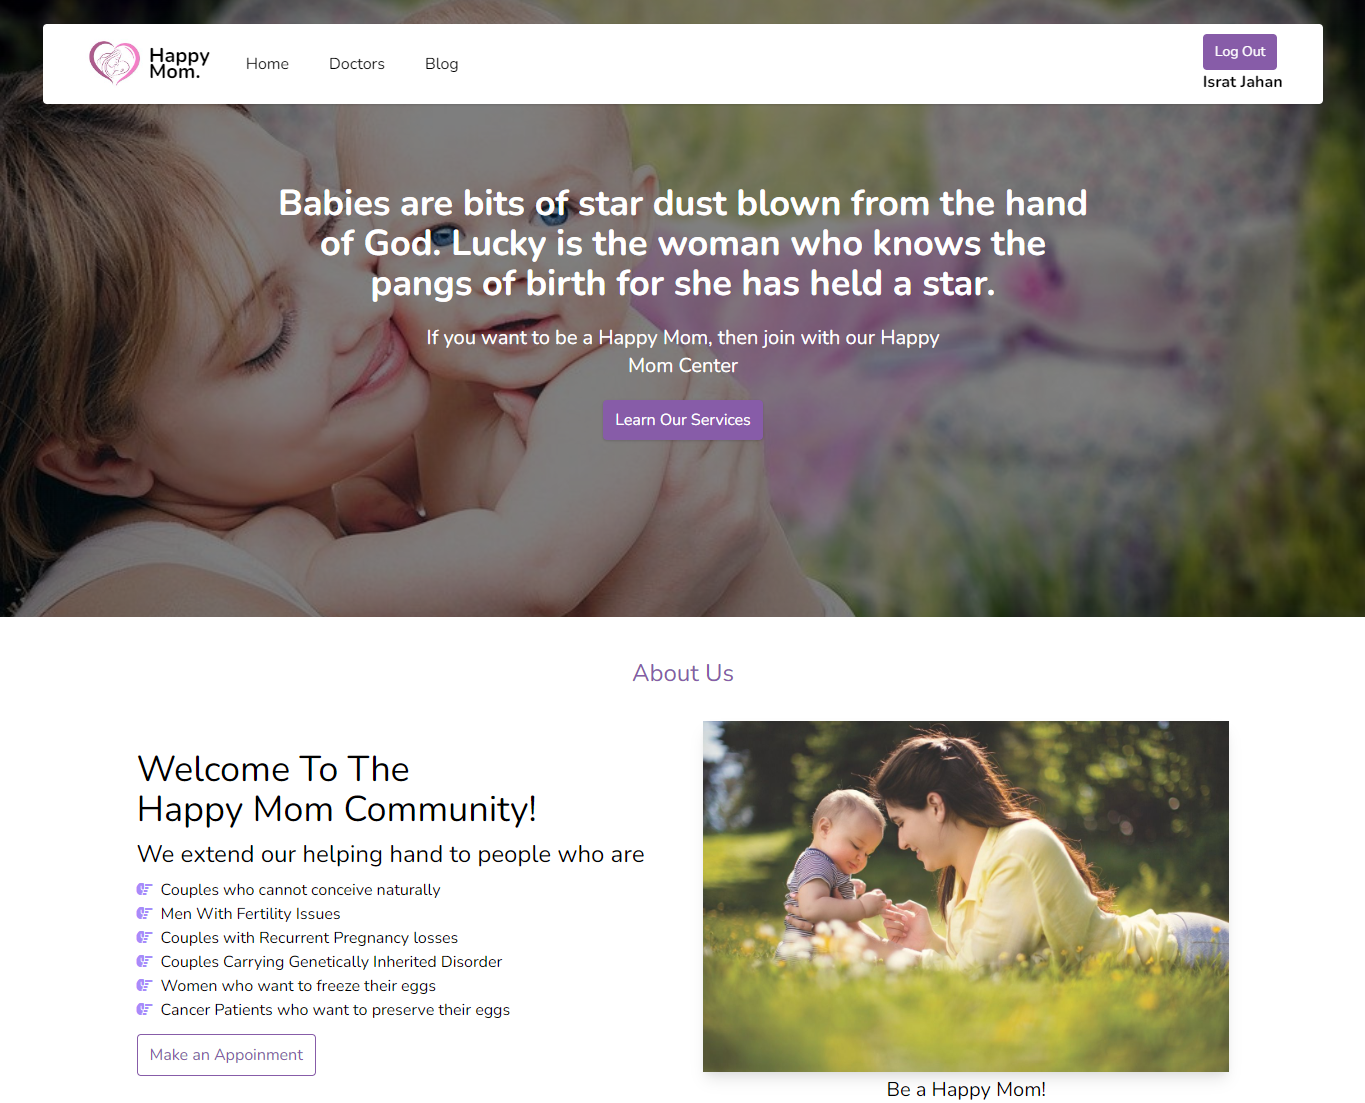 Happy
Mom.
Home
Doctors
Blog
Log Out
Israt Jahan
Babies are bits of star dust blown from the hand
of God. Lucky is the woman who knows the
pangs of birth for she has held a star.
If you want to be a Happy Mom, then join with our Happy
Mom Center
Learn Our Services
About Us
Welcome To The
Happy Mom Community!
We extend our helping hand to people who are
Couples who cannot conceive naturally
Men With Fertility Issues
Couples with Recurrent Pregnancy losses
Couples Carrying Genetically Inherited Disorder
Women who want to freeze their eggs
Cancer Patients who want to preserve their eggs
Make an Appoinment
Be a Happy Mom!